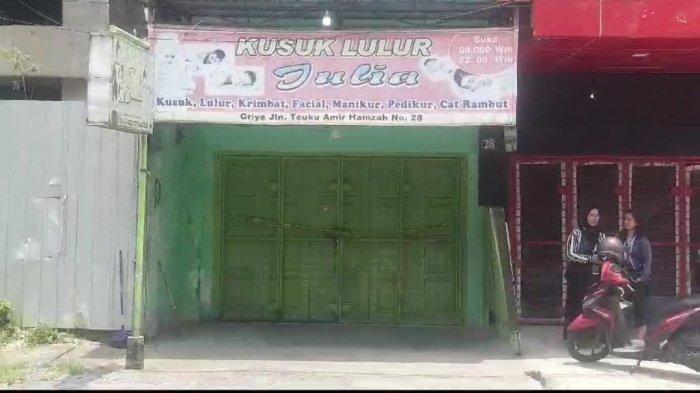 KUSUK LULUR
Julia
Buka
08.000 Wib
22.00 Wib
Kusuk, Lulur, Krimbat, Facial, Manikur, Pedikur, Cat Rambut
Griya Jln. Teuku Amir Hamzah No. 28
28